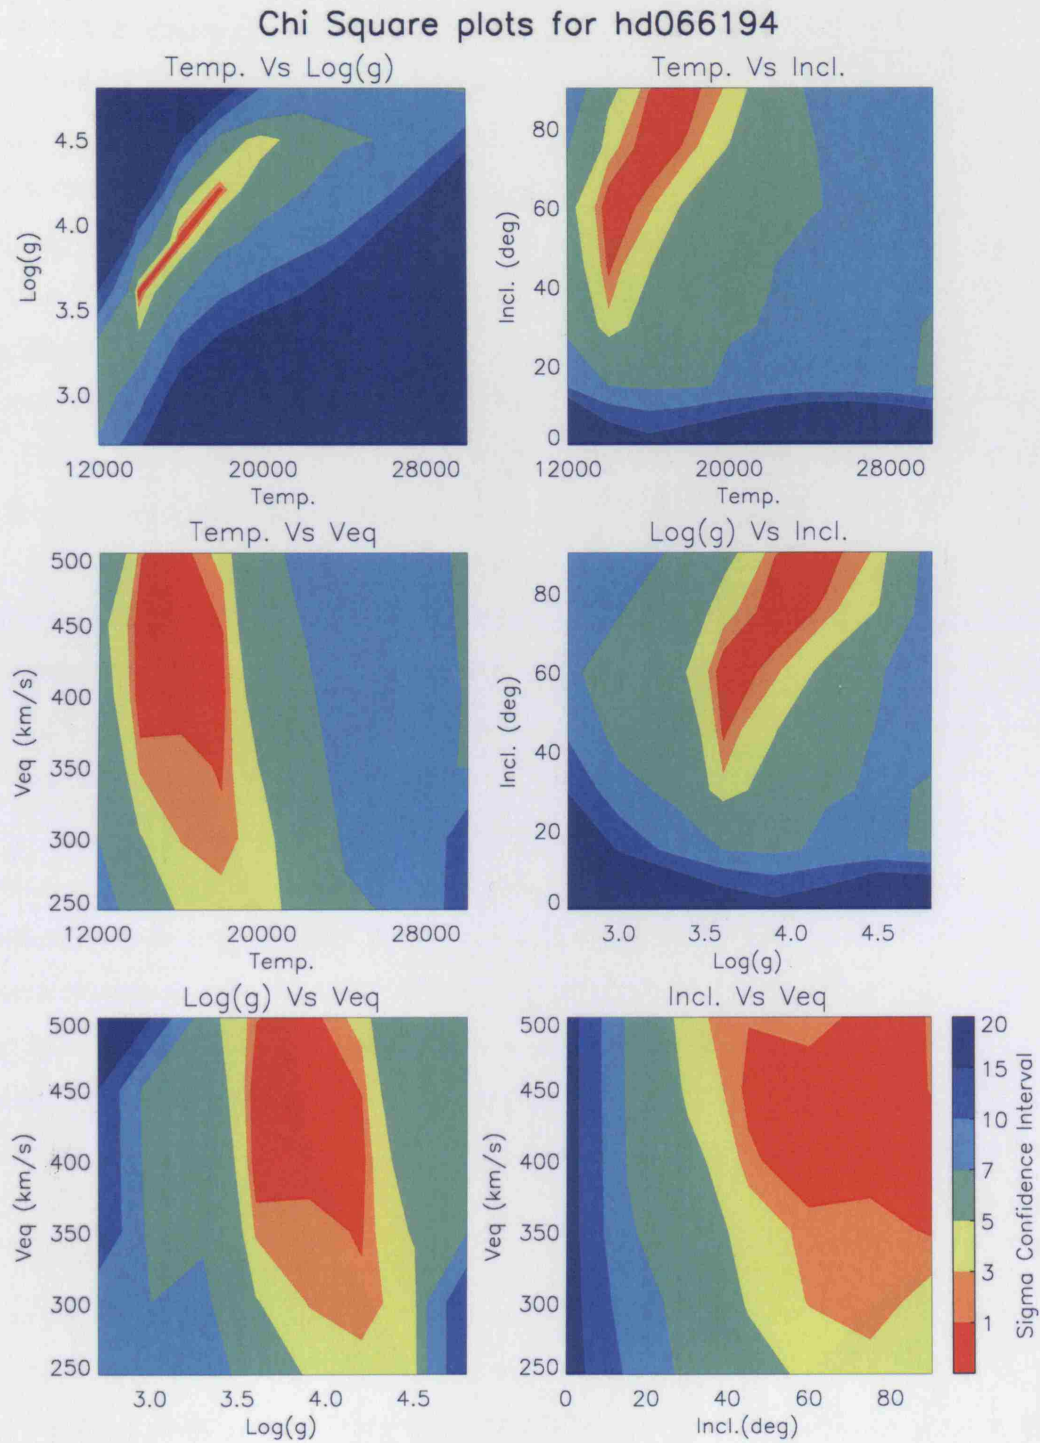 Chi Square plots for hd066194
Temp. Vs Log(g)
Temp. Vs Incl.
4.5
4.0
3.5
3.0
Log(g)
12000 20000 28000
Temp.
80
60
40
20
0
Incl. (deg)
12000 20000 28000
Temp.
Temp. Vs Veq
Log(g) Vs Incl.
500
450
400
350
300
250
Veq (km/s)
12000 20000 28000
Temp.
80
60
40
20
0
Incl. (deg)
3.0 3.5 4.0 4.5
Log(g)
Log(g) Vs Veq
Incl. Vs Veq
500
450
400
350
300
250
Veq (km/s)
3.0 3.5 4.0 4.5
Log(g)
500
450
400
350
300
250
Veq (km/s)
0 20 40 60 80
Incl.(deg)
20
15
10
7
5
3
1
Sigma Confidence Interval